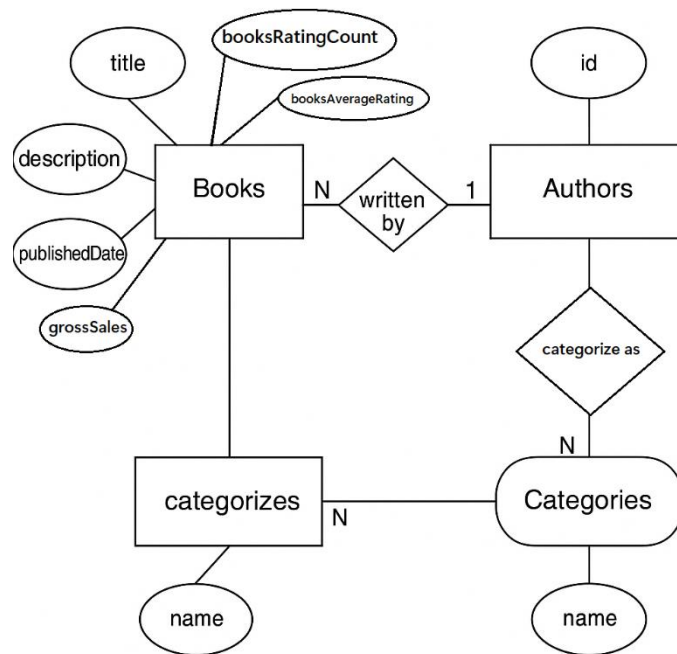 booksRatingCount
title
id
booksAverageRating
description
Books
N
written
by
1
Authors
publishedDate
grossSales
categorize as
N
categorizes
N
Categories
name
name